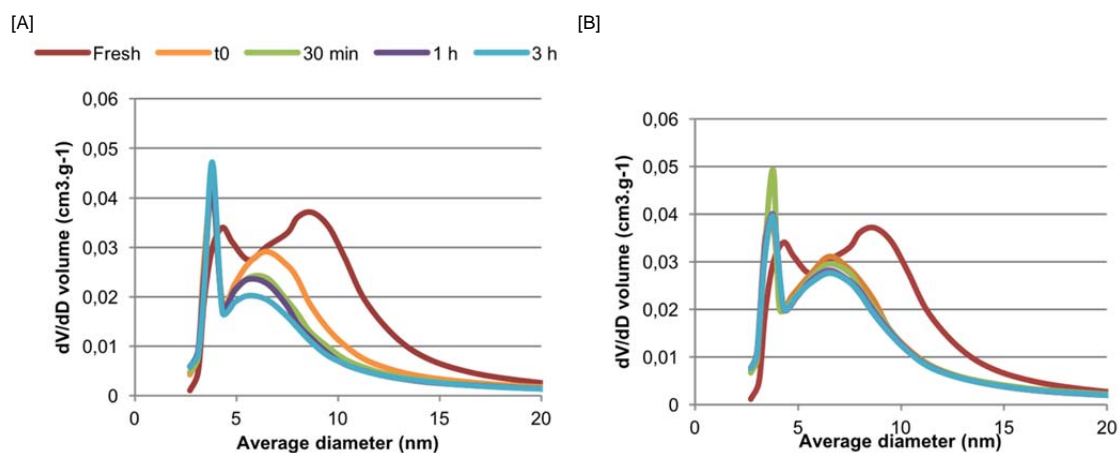 [A]
Fresh t0 30 min 1 h 3 h
dV/dD volume (cm3.g-1)
0,06
0,05
0,04
0,03
0,02
0,01
0
0 5 10 15 20
Average diameter (nm)
[B]
dV/dD volume (cm3.g-1)
0,06
0,05
0,04
0,03
0,02
0,01
0
0 5 10 15 20
Average diameter (nm)